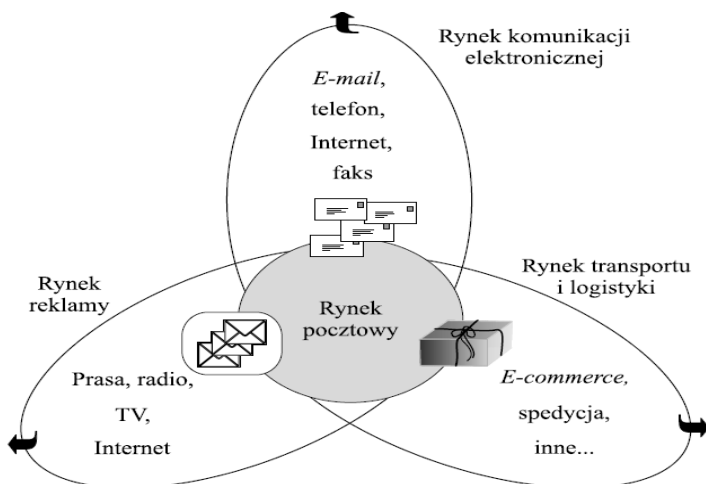 Rynek komunikacji
elektronicznej
E-mail,
telefon,
Internet,
faks
Rynek
reklamy
Rynek transportu
i logistyki
Rynek
pocztowy
Prasa, radio,
TV,
Internet
E-commerce,
spedycja,
inne...